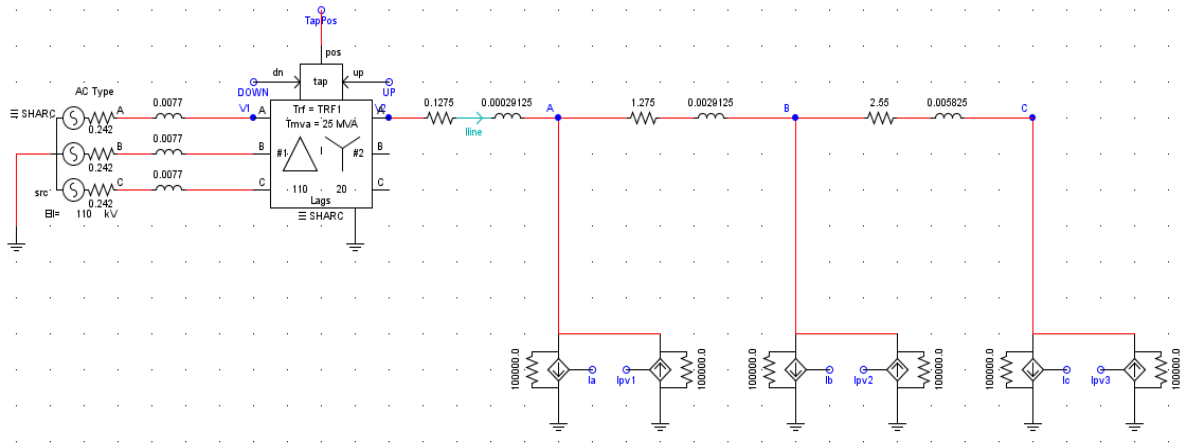 TapPos
pos
dn
tap
up
DOWN
UP
AC Type
SHARC
A
0.0077
0.242
V1
A
Trf = TRF1
Tmva = 25 MVA
V2
A
0.1275
Iline
0.00029125
A
1.275
0.0029125
B
2.55
0.005825
C
B
0.0077
0.242
B
#1
I
#2
B
src
C
0.0077
0.242
C
110
20
C
Lags
SHARC
110 kV
100000.0
Ia
Ipv1
100000.0
100000.0
Ib
Ipv2
100000.0
100000.0
Ic
Ipv3
100000.0